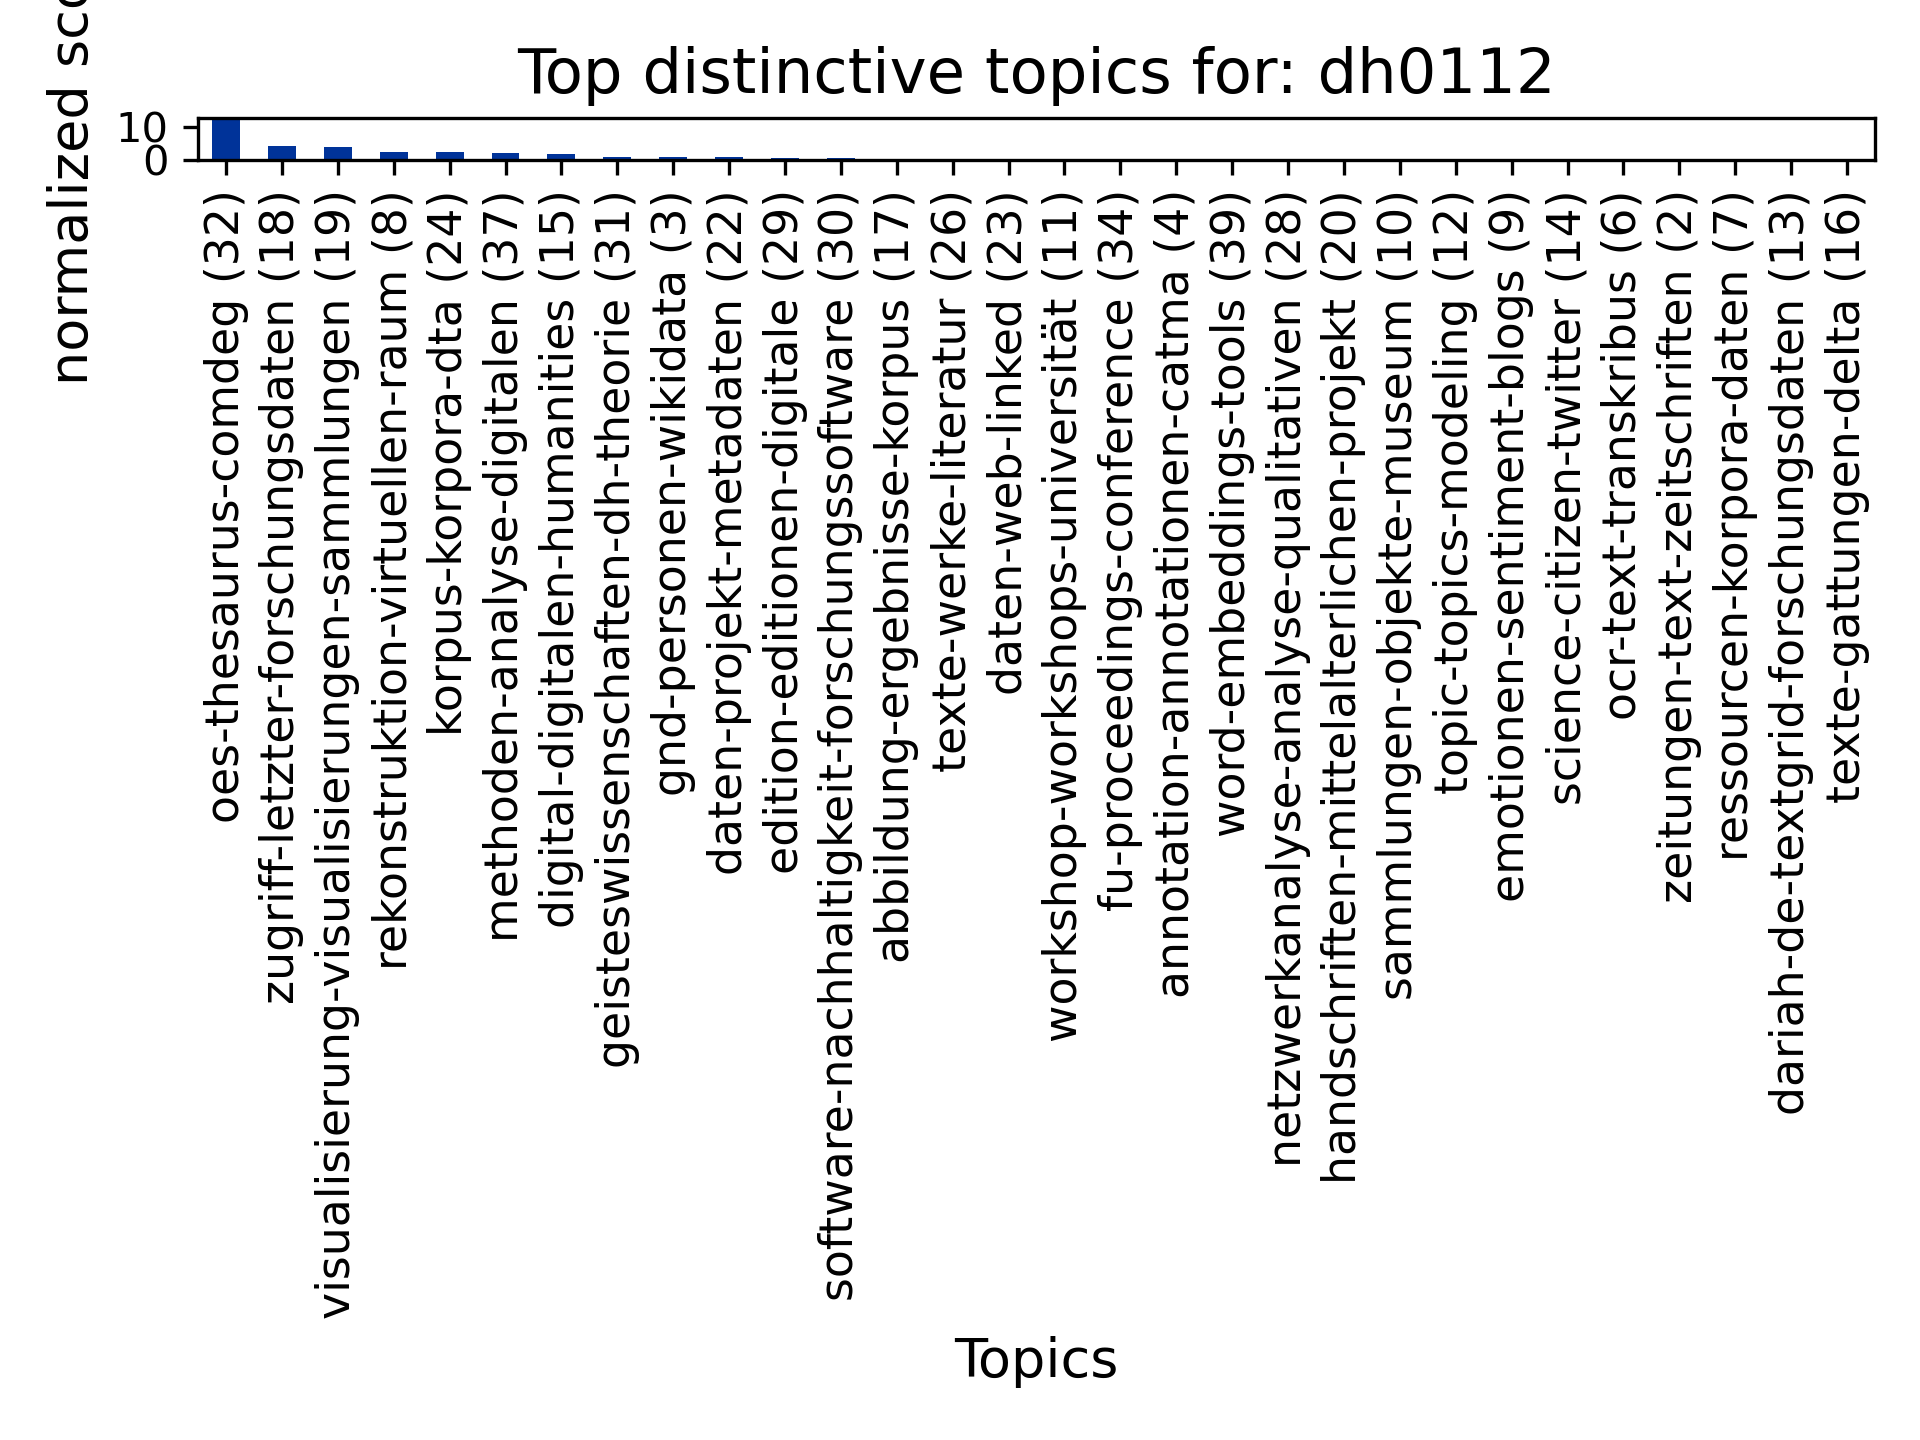 Top distinctive topics for: dh0112
normalized sco
10
0
oes-thesaurus-comdeg (32)
zugriff-letzter-forschungsdaten (18)
visualisierung-visualisierungen-sammlungen (19)
rekonstruktion-virtuellen-raum (8)
korpus-korpora-dta (24)
methoden-analyse-digitalen (37)
digital-digitalen-humanities (15)
geisteswissenschaften-dh-theorie (31)
gnd-personen-wikidata (3)
daten-projekt-metadaten (22)
edition-editionen-digitale (29)
software-nachhaltigkeit-forschungssoftware (30)
abbildung-ergebnisse-korpus (17)
texte-werke-literatur (26)
daten-web-linked (23)
workshop-workshops-universität (11)
fu-proceedings-conference (34)
annotation-annotationen-catma (4)
word-embeddings-tools (39)
netzwerkanalyse-analyse-qualitativen (28)
handschriften-mittelalterlichen-projekt (20)
sammlungen-objekte-museum (10)
topic-topics-modeling (12)
emotionen-sentiment-blogs (9)
science-citizen-twitter (14)
ocr-text-transkribus (6)
zeitungen-text-zeitschriften (2)
ressourcen-korpora-daten (7)
dariah-de-textgrid-forschungsdaten (13)
texte-gattungen-delta (16)
Topics